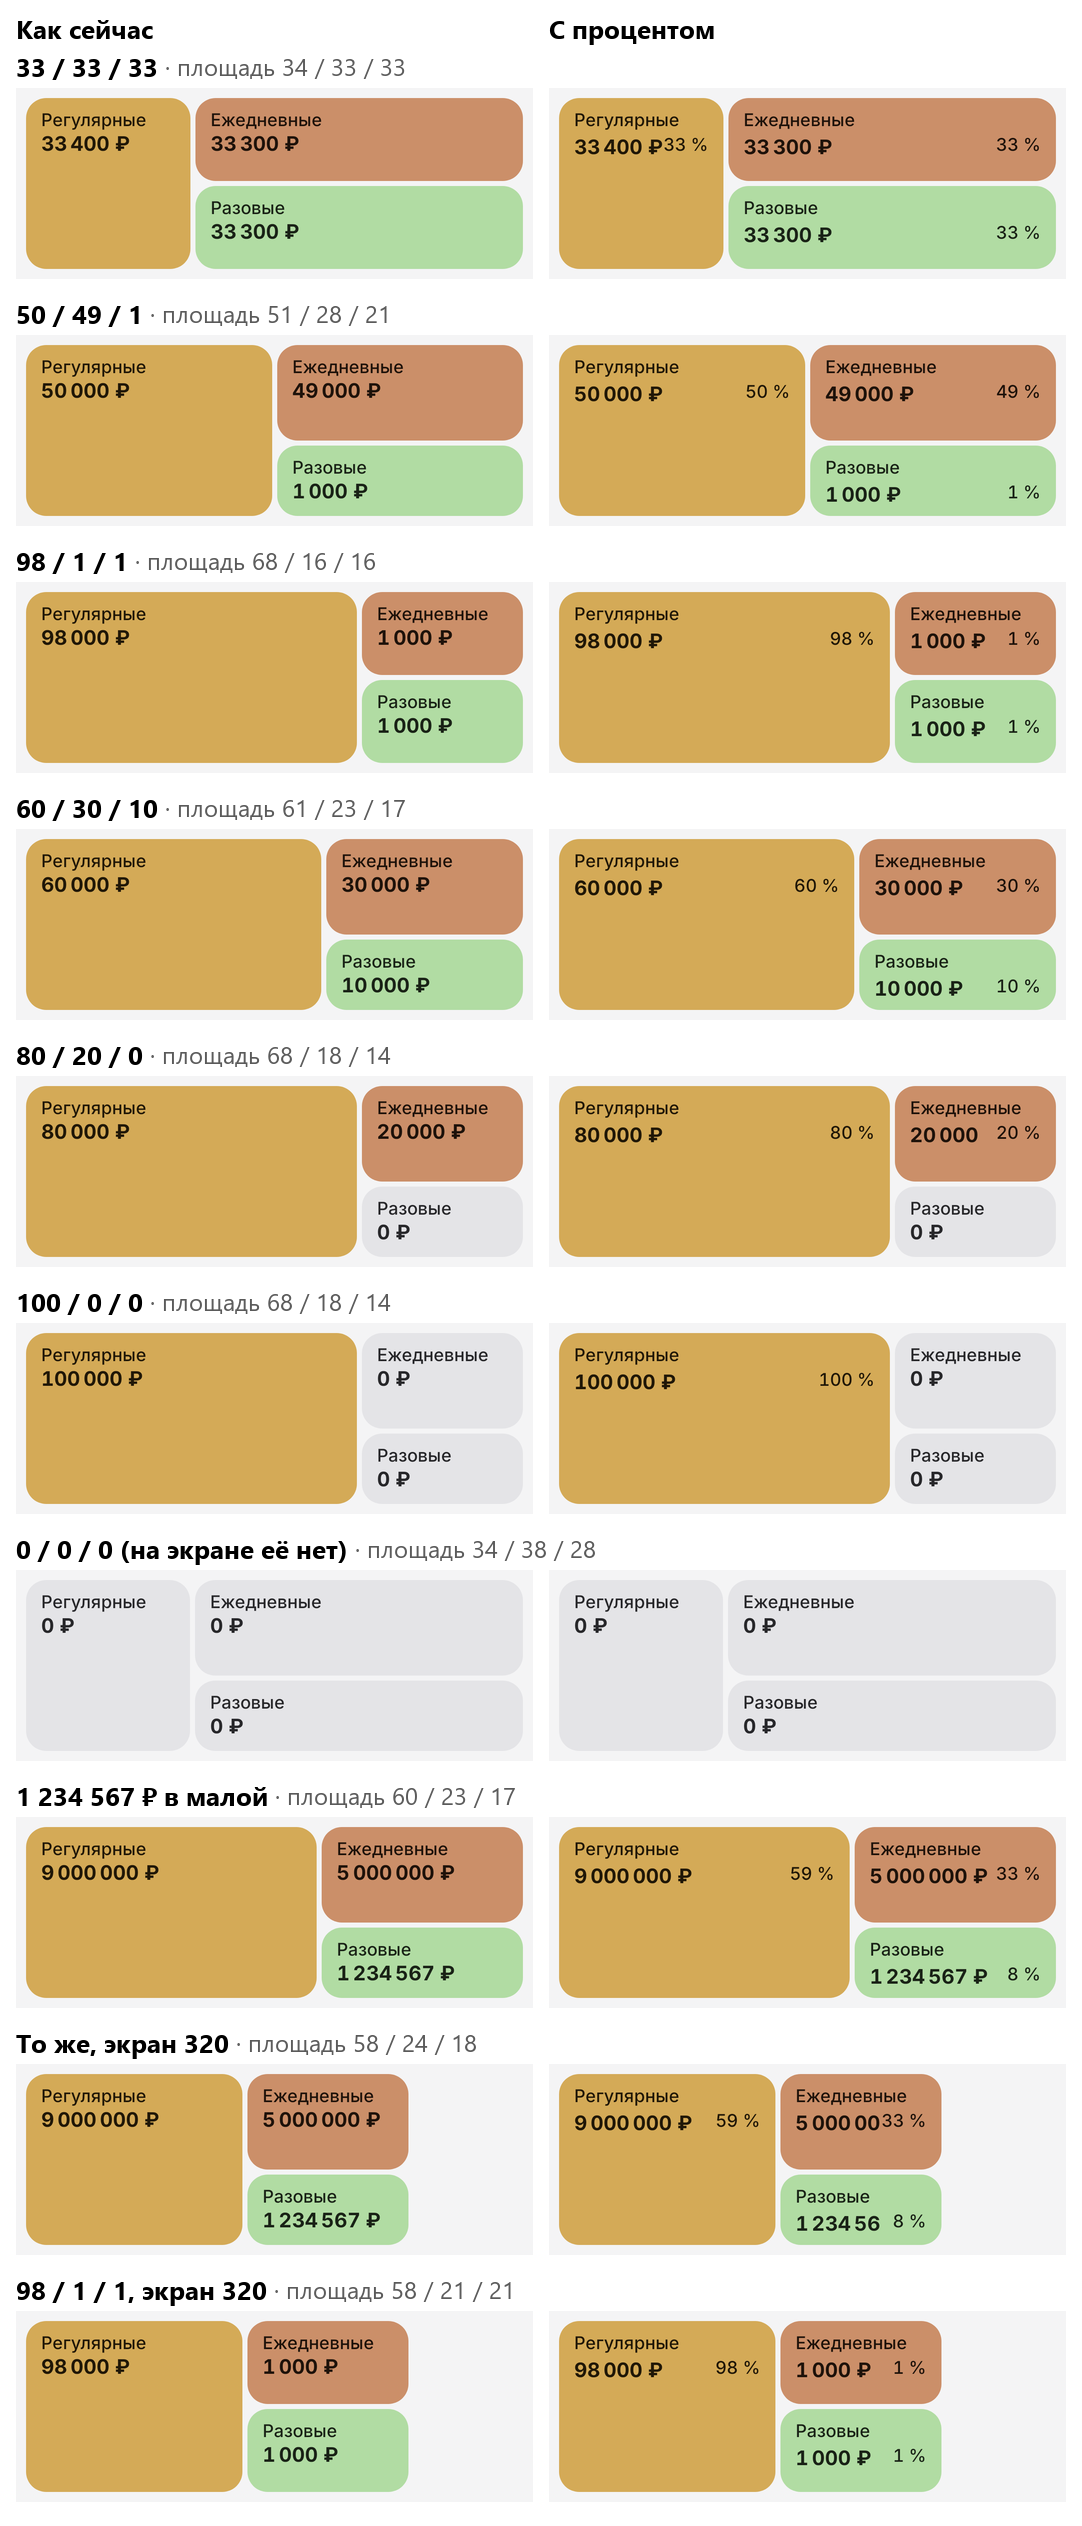 Как сейчас
С процентом
33 / 33 / 33 · площадь 34 / 33 / 33
Регулярные
33 400 ₽
Ежедневные
33 300 ₽
Разовые
33 300 ₽
Регулярные
33 400 ₽33 %
Ежедневные
33 300 ₽ 33 %
Разовые
33 300 ₽ 33 %
50 / 49 / 1 · площадь 51 / 28 / 21
Регулярные
50 000 ₽
Ежедневные
49 000 ₽
Разовые
1 000 ₽
Регулярные
50 000 ₽ 50 %
Ежедневные
49 000 ₽ 49 %
Разовые
1 000 ₽ 1 %
98 / 1 / 1 · площадь 68 / 16 / 16
Регулярные
98 000 ₽
Ежедневные
1 000 ₽
Разовые
1 000 ₽
Регулярные
98 000 ₽ 98 %
Ежедневные
1 000 ₽ 1 %
Разовые
1 000 ₽ 1 %
60 / 30 / 10 · площадь 61 / 23 / 17
Регулярные
60 000 ₽
Ежедневные
30 000 ₽
Разовые
10 000 ₽
Регулярные
60 000 ₽ 60 %
Ежедневные
30 000 ₽ 30 %
Разовые
10 000 ₽ 10 %
80 / 20 / 0 · площадь 68 / 18 / 14
Регулярные
80 000 ₽
Ежедневные
20 000 ₽
Разовые
0 ₽
Регулярные
80 000 ₽ 80 %
Ежедневные
20 000 20 %
Разовые
0 ₽
100 / 0 / 0 · площадь 68 / 18 / 14
Регулярные
100 000 ₽
Ежедневные
0 ₽
Разовые
0 ₽
Регулярные
100 000 ₽ 100 %
Ежедневные
0 ₽
Разовые
0 ₽
0 / 0 / 0 (на экране её нет) · площадь 34 / 38 / 28
Регулярные
0 ₽
Ежедневные
0 ₽
Разовые
0 ₽
Регулярные
0 ₽
Ежедневные
0 ₽
Разовые
0 ₽
1 234 567 ₽ в малой · площадь 60 / 23 / 17
Регулярные
9 000 000 ₽
Ежедневные
5 000 000 ₽
Разовые
1 234 567 ₽
Регулярные
9 000 000 ₽ 59 %
Ежедневные
5 000 000 ₽ 33 %
Разовые
1 234 567 ₽ 8 %
То же, экран 320 · площадь 58 / 24 / 18
Регулярные
9 000 000 ₽
Ежедневные
5 000 000 ₽
Разовые
1 234 567 ₽
Регулярные
9 000 000 ₽ 59 %
Ежедневные
5 000 00 33 %
Разовые
1 234 56 8 %
98 / 1 / 1, экран 320 · площадь 58 / 21 / 21
Регулярные
98 000 ₽
Ежедневные
1 000 ₽
Разовые
1 000 ₽
Регулярные
98 000 ₽ 98 %
Ежедневные
1 000 ₽ 1 %
Разовые
1 000 ₽ 1 %